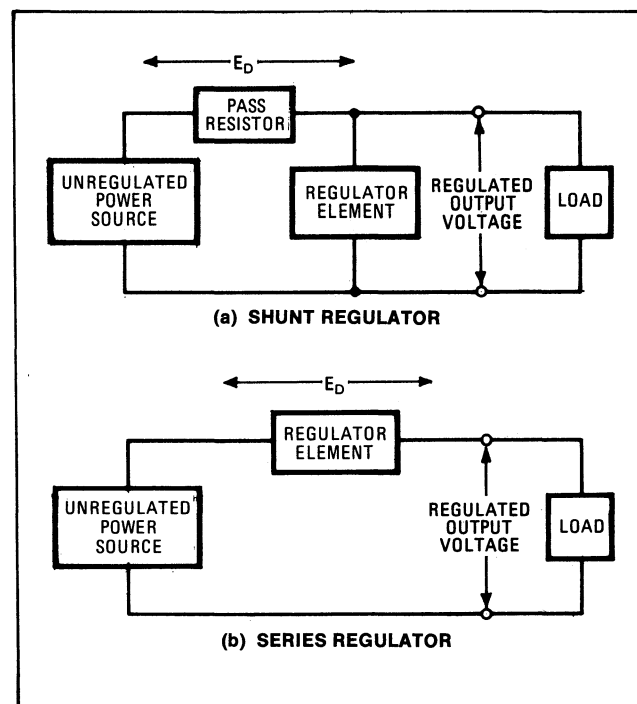 E_D
PASS
RESISTOR
UNREGULATED
POWER
SOURCE
REGULATOR
ELEMENT
REGULATED
OUTPUT
VOLTAGE
LOAD
(a) SHUNT REGULATOR
E_D
REGULATOR
ELEMENT
UNREGULATED
POWER
SOURCE
REGULATED
OUTPUT
VOLTAGE
LOAD
(b) SERIES REGULATOR